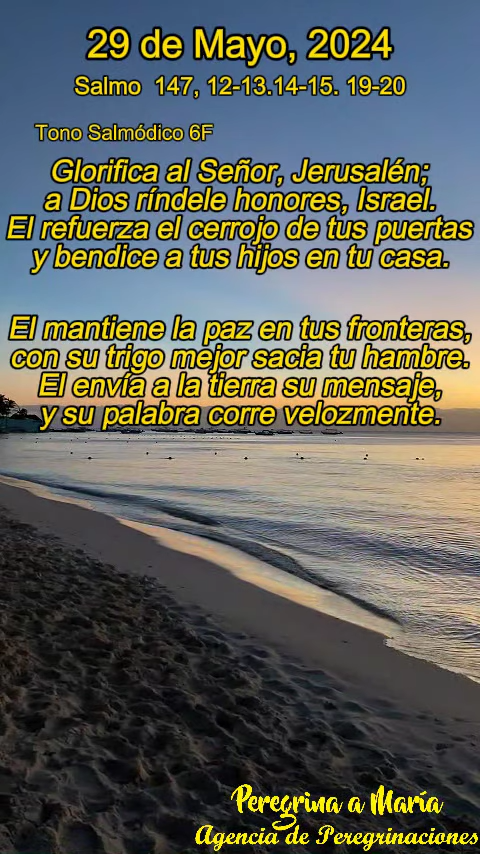 29 de Mayo, 2024
Salmo 147, 12-13.14-15. 19-20
Tono Salmódico 6F
Glorifica al Señor, Jerusalén;
a Dios ríndele honores, Israel.
El refuerza el cerrojo de tus puertas
y bendice a tus hijos en tu casa.
El mantiene la paz en tus fronteras,
con su trigo mejor sacia tu hambre.
El envía a la tierra su mensaje,
y su palabra corre velozmente.
Peregrina a María
Agencia de Peregrinaciones